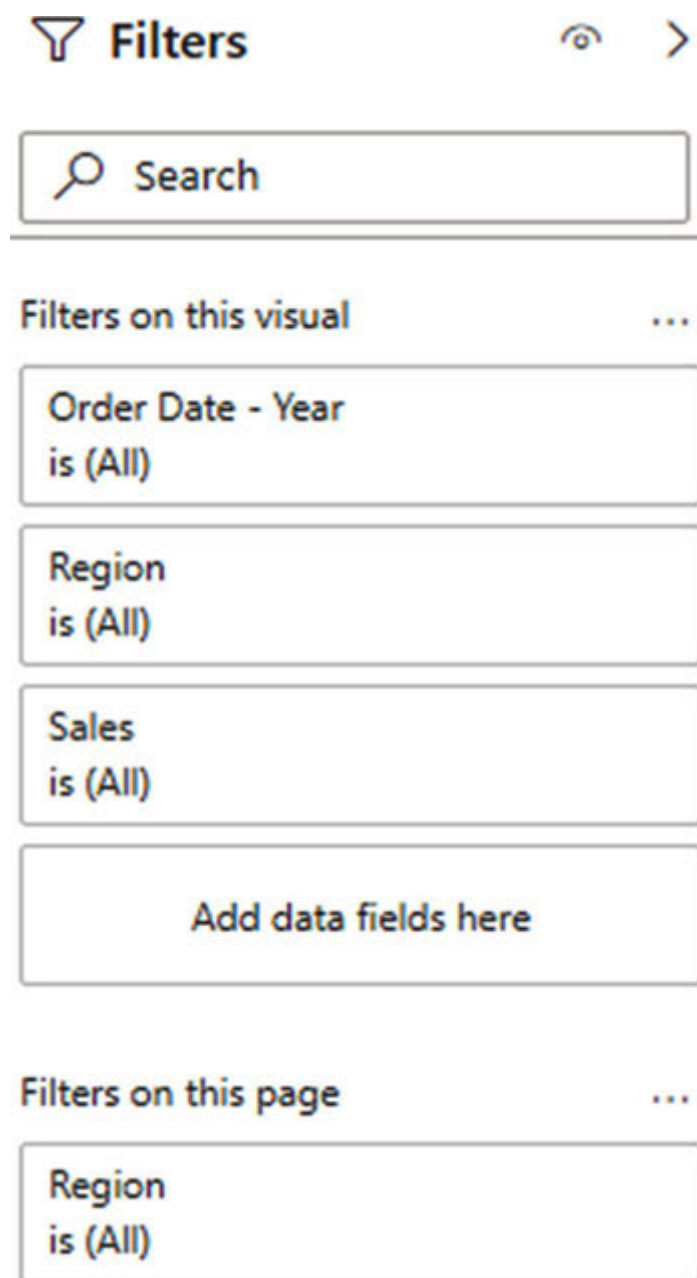 Filters
Search
Filters on this visual
Order Date - Year
is (All)
Region
is (All)
Sales
is (All)
Add data fields here
Filters on this page
Region
is (All)